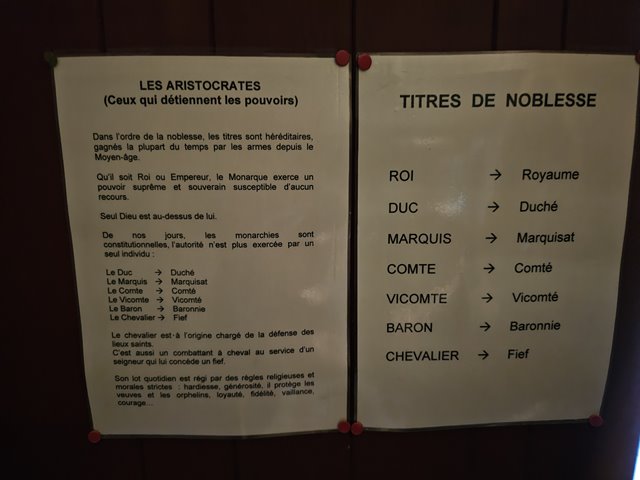 LES ARISTOCRATES
(Ceux qui détiennent les pouvoirs)
Dans l'ordre de la noblesse, les titres sont héréditaires,
gagnés la plupart du temps par les armes depuis le
Moyen-âge.
Qu'il soit Roi ou Empereur, le Monarque exerce un
pouvoir suprême et souverain susceptible d'aucun
recours.
Seul Dieu est au-dessus de lui.
De nos jours, les monarchies sont
constitutionnelles, l'autorité n'est plus exercée par un
seul individu :
Le Duc → Duché
Le Marquis → Marquisat
Le Comte → Comté
Le Vicomte → Vicomté
Le Baron → Baronnie
Le Chevalier → Fief
Le chevalier est à l'origine chargé de la défense des
lieux saints.
C'est aussi un combattant à cheval au service d'un
seigneur qui lui concède un fief.
Son lot quotidien est régi par des règles religieuses et
morales strictes : hardiesse, générosité, il protège les
veuves et les orphelins, loyauté, fidélité, vaillance,
courage…
TITRES DE NOBLESSE
ROI → Royaume
DUC → Duché
MARQUIS → Marquisat
COMTE → Comté
VICOMTE → Vicomté
BARON → Baronnie
CHEVALIER → Fief